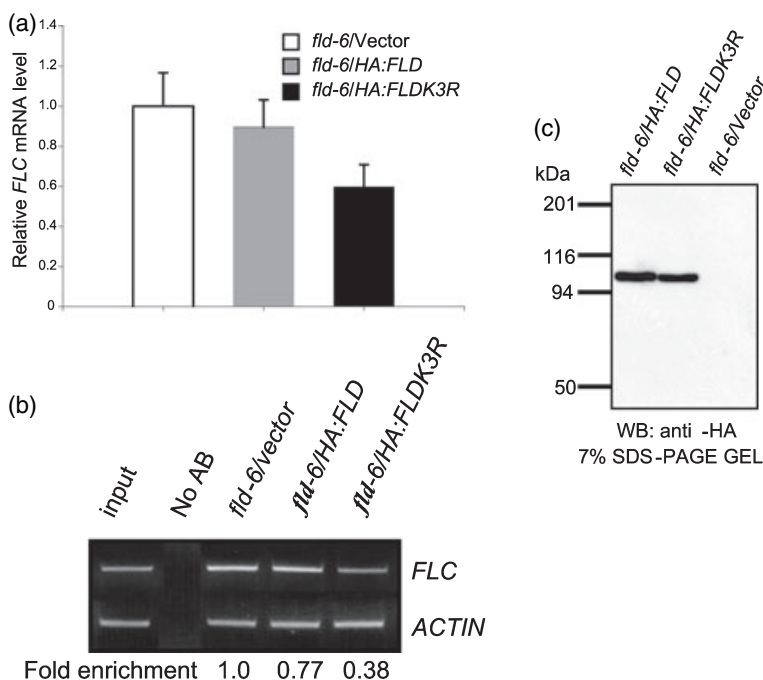 (a)
Relative FLC mRNA level
1.4
1.2
1.0
0.8
0.6
0.4
0.2
0
fld-6/Vector
fld-6/HA:FLD
fld-6/HA:FLDK3R
(b)
input
No AB
fld-6/vector
fld-6/HA:FLD
fld-6/HA:FLDK3R
FLC
ACTIN
Fold enrichment 1.0 0.77 0.38
(c)
fld-6/HA:FLD
fld-6/HA:FLDK3R
fld-6/Vector
kDa
201
116
94
50
WB: anti -HA
7% SDS-PAGE GEL